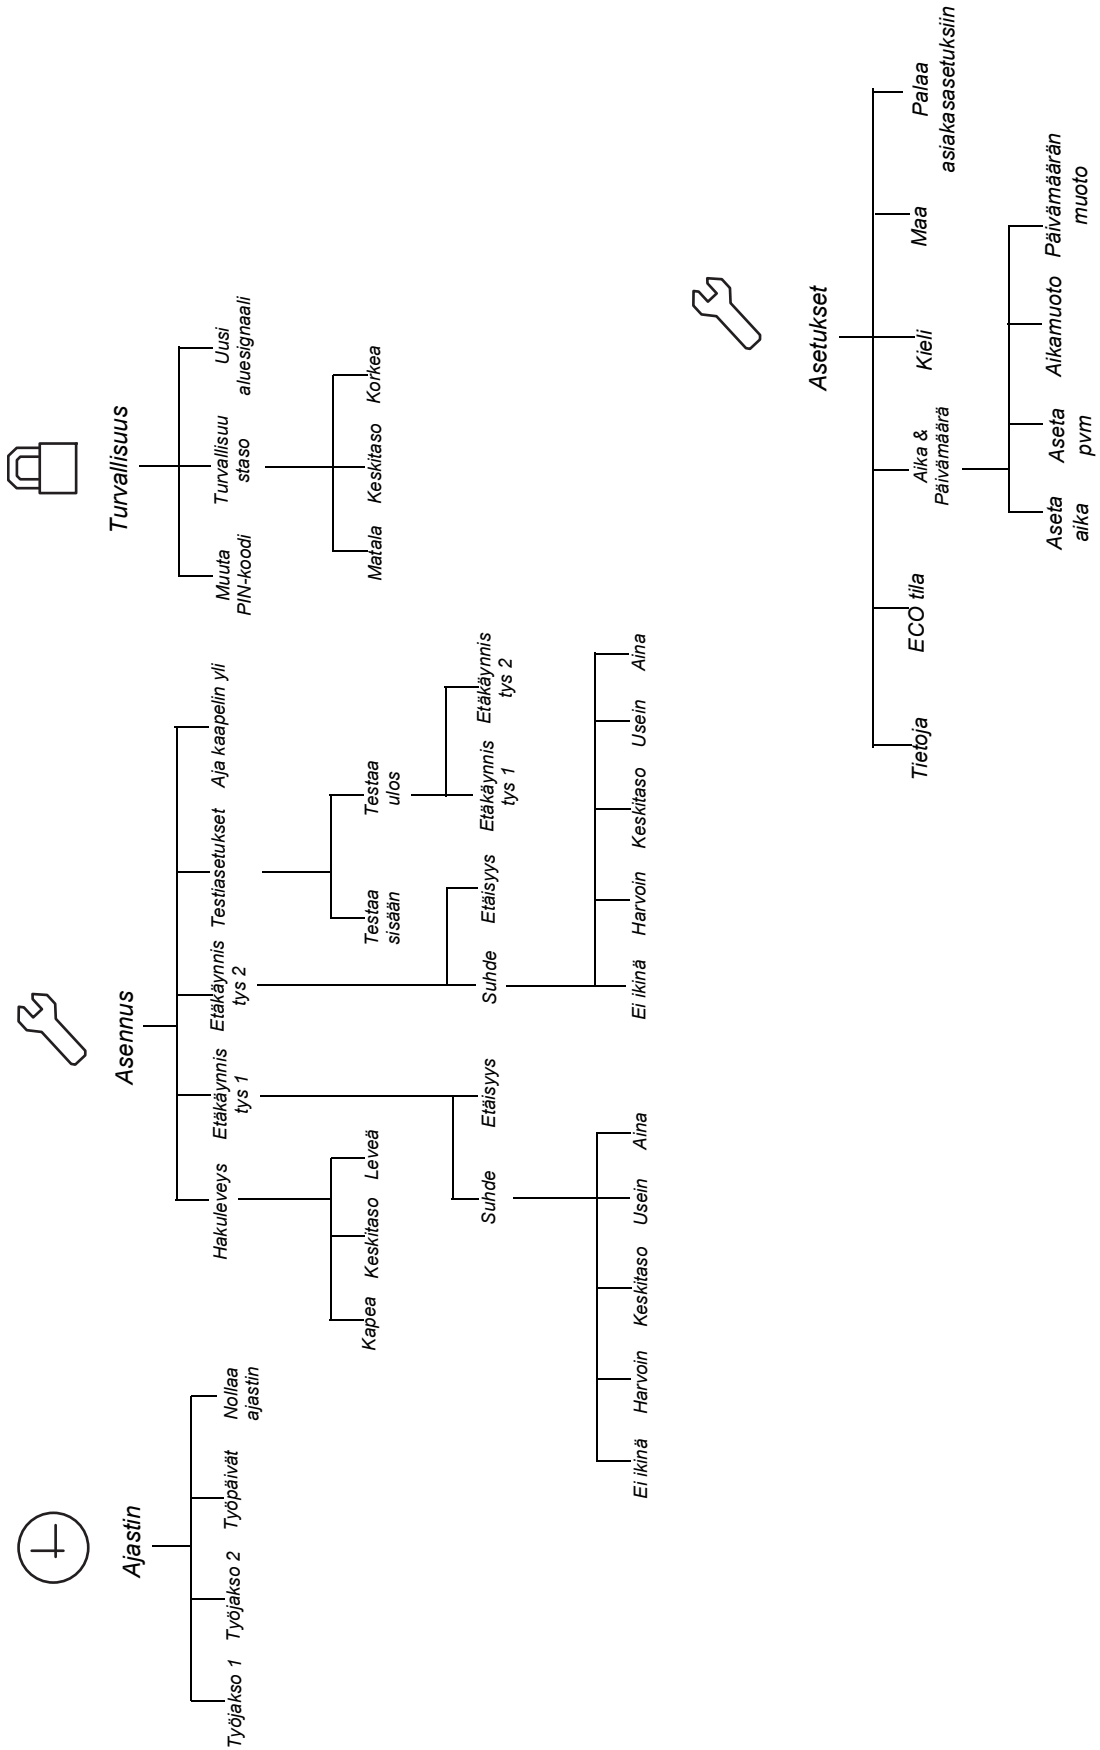 Ajastin
Työjakso 1
Työjakso 2
Työpäivät
Nollaa
ajastin
Asennus
Hakuleveys
Etäkäynnis
tys 1
Etäkäynnis
tys 2
Testiasetukset
Aja kaapelin yli
Kapea
Keskitaso
Leveä
Testaa
sisään
Testaa
ulos
Suhde
Etäisyys
Suhde
Etäisyys
Etäkäynnis
tys 1
Etäkäynnis
tys 2
Ei ikinä
Harvoin
Keskitaso
Usein
Aina
Ei ikinä
Harvoin
Keskitaso
Usein
Aina
Turvallisuus
Muuta
PIN-koodi
Turvallisuu
staso
Uusi
aluesignaali
Matala
Keskitaso
Korkea
Asetukset
Tietoja
ECO tila
Aika &
Päivämäärä
Kieli
Maa
Palaa
asiakasasetuksiin
Aseta
aika
Aseta
pvm
Aikamuoto
Päivämäärän
muoto